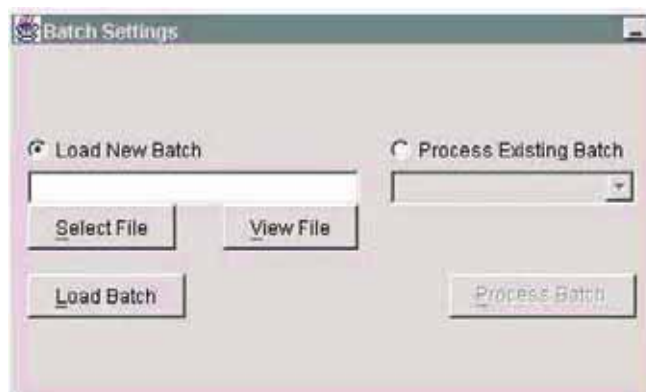 Batch Settings
Load New Batch
Process Existing Batch
Select File
View File
Load Batch
Process Batch